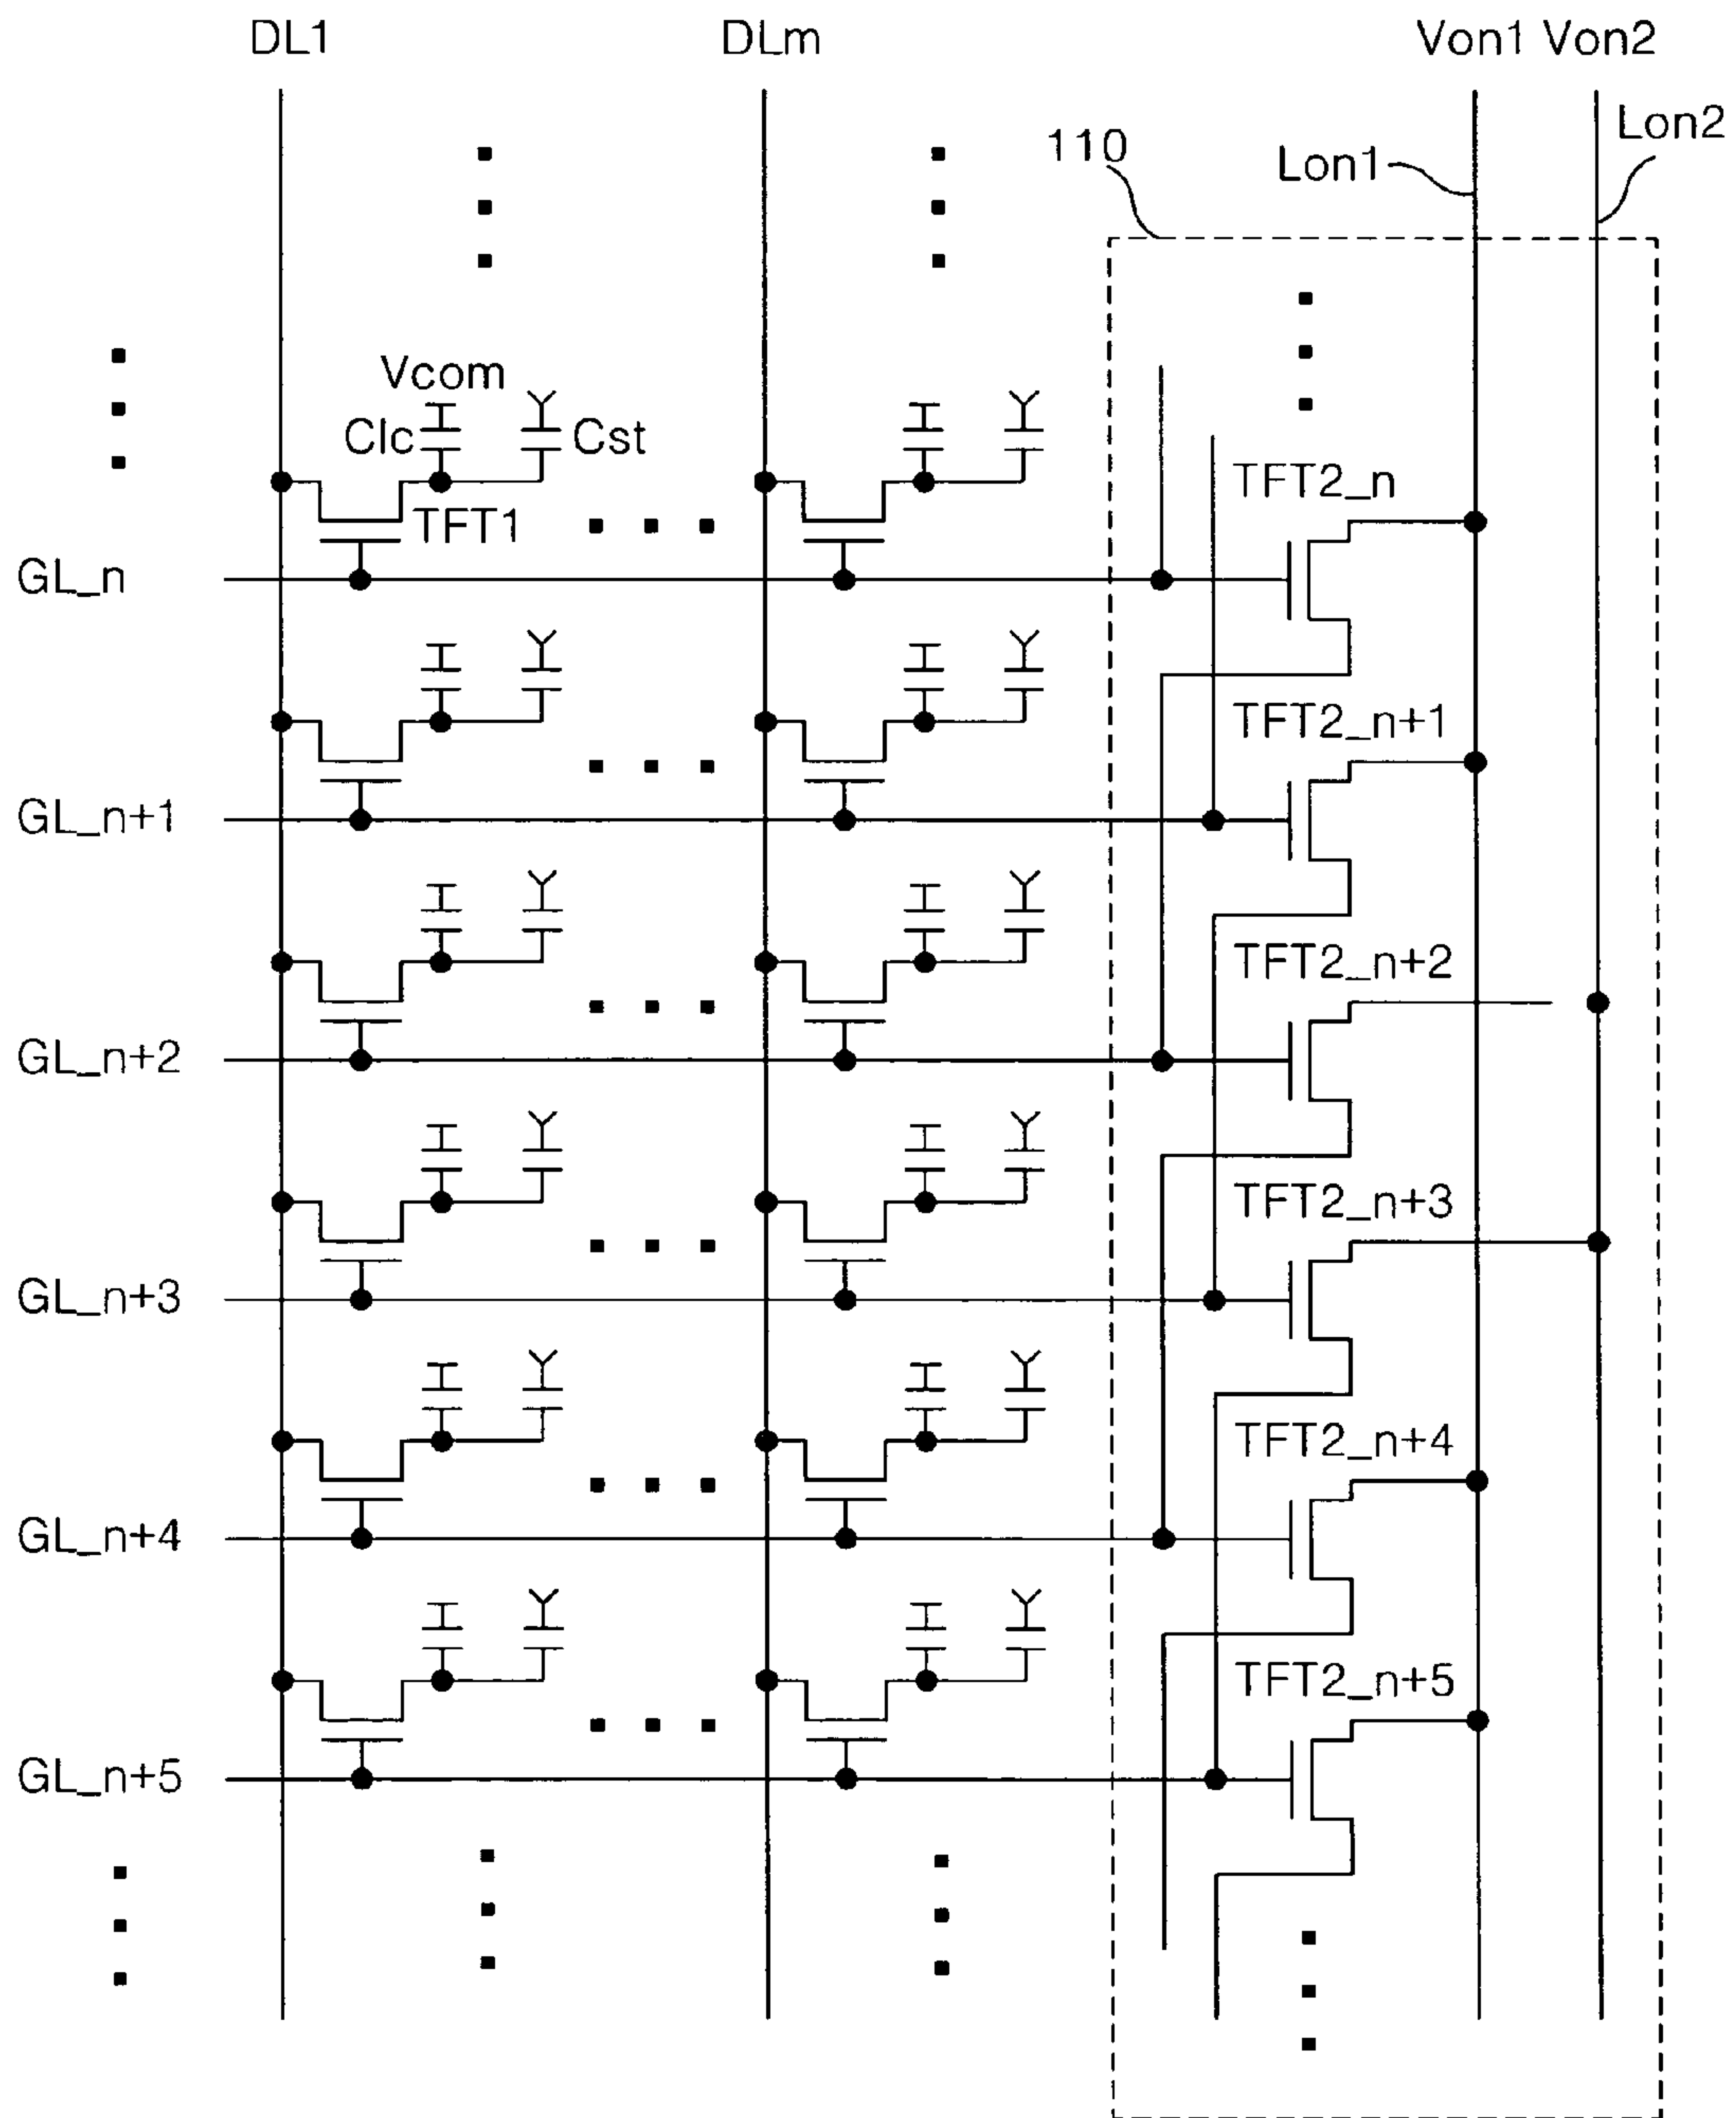 DL1 DLm Von1 Von2
Lon2
110 Lon1
Vcom
Clc Cst
TFT2_n
TFT1
GL_n
TFT2_n+1
GL_n+1
TFT2_n+2
GL_n+2
TFT2_n+3
GL_n+3
TFT2_n+4
GL_n+4
TFT2_n+5
GL_n+5